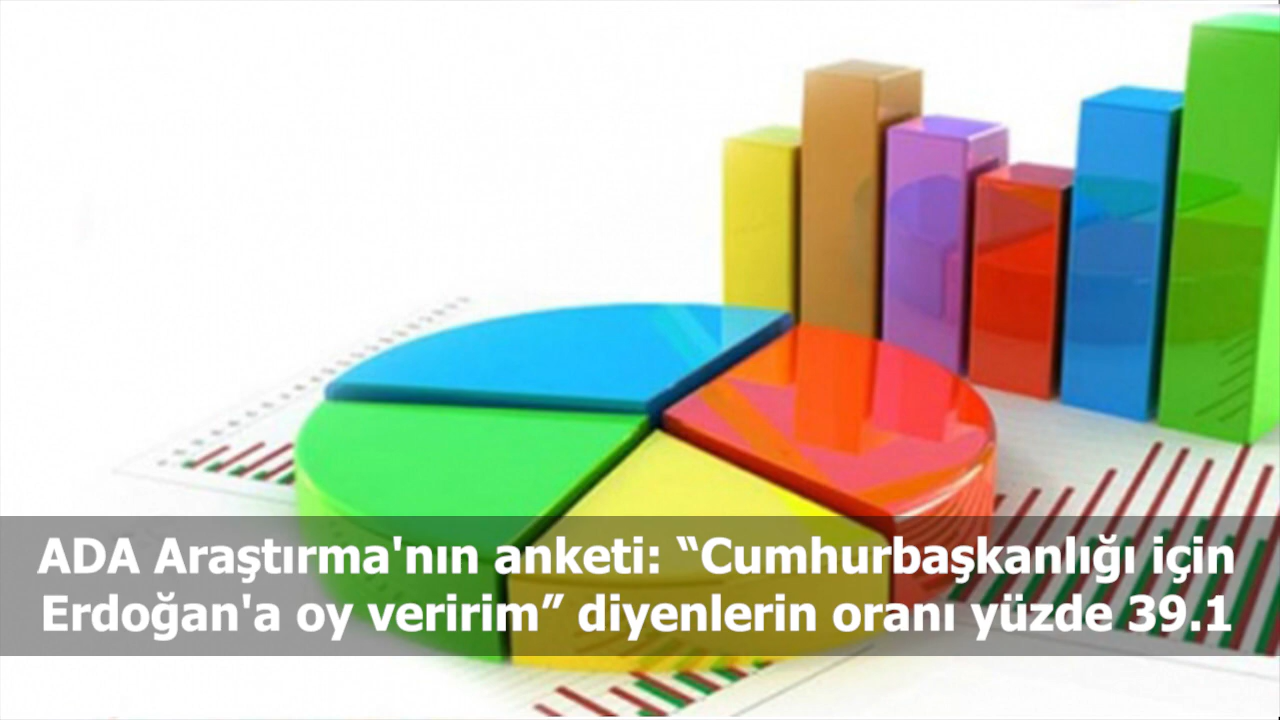 ADA Araştırma'nın anketi: “Cumhurbaşkanlığı için
Erdoğan'a oy veririm” diyenlerin oranı yüzde 39.1